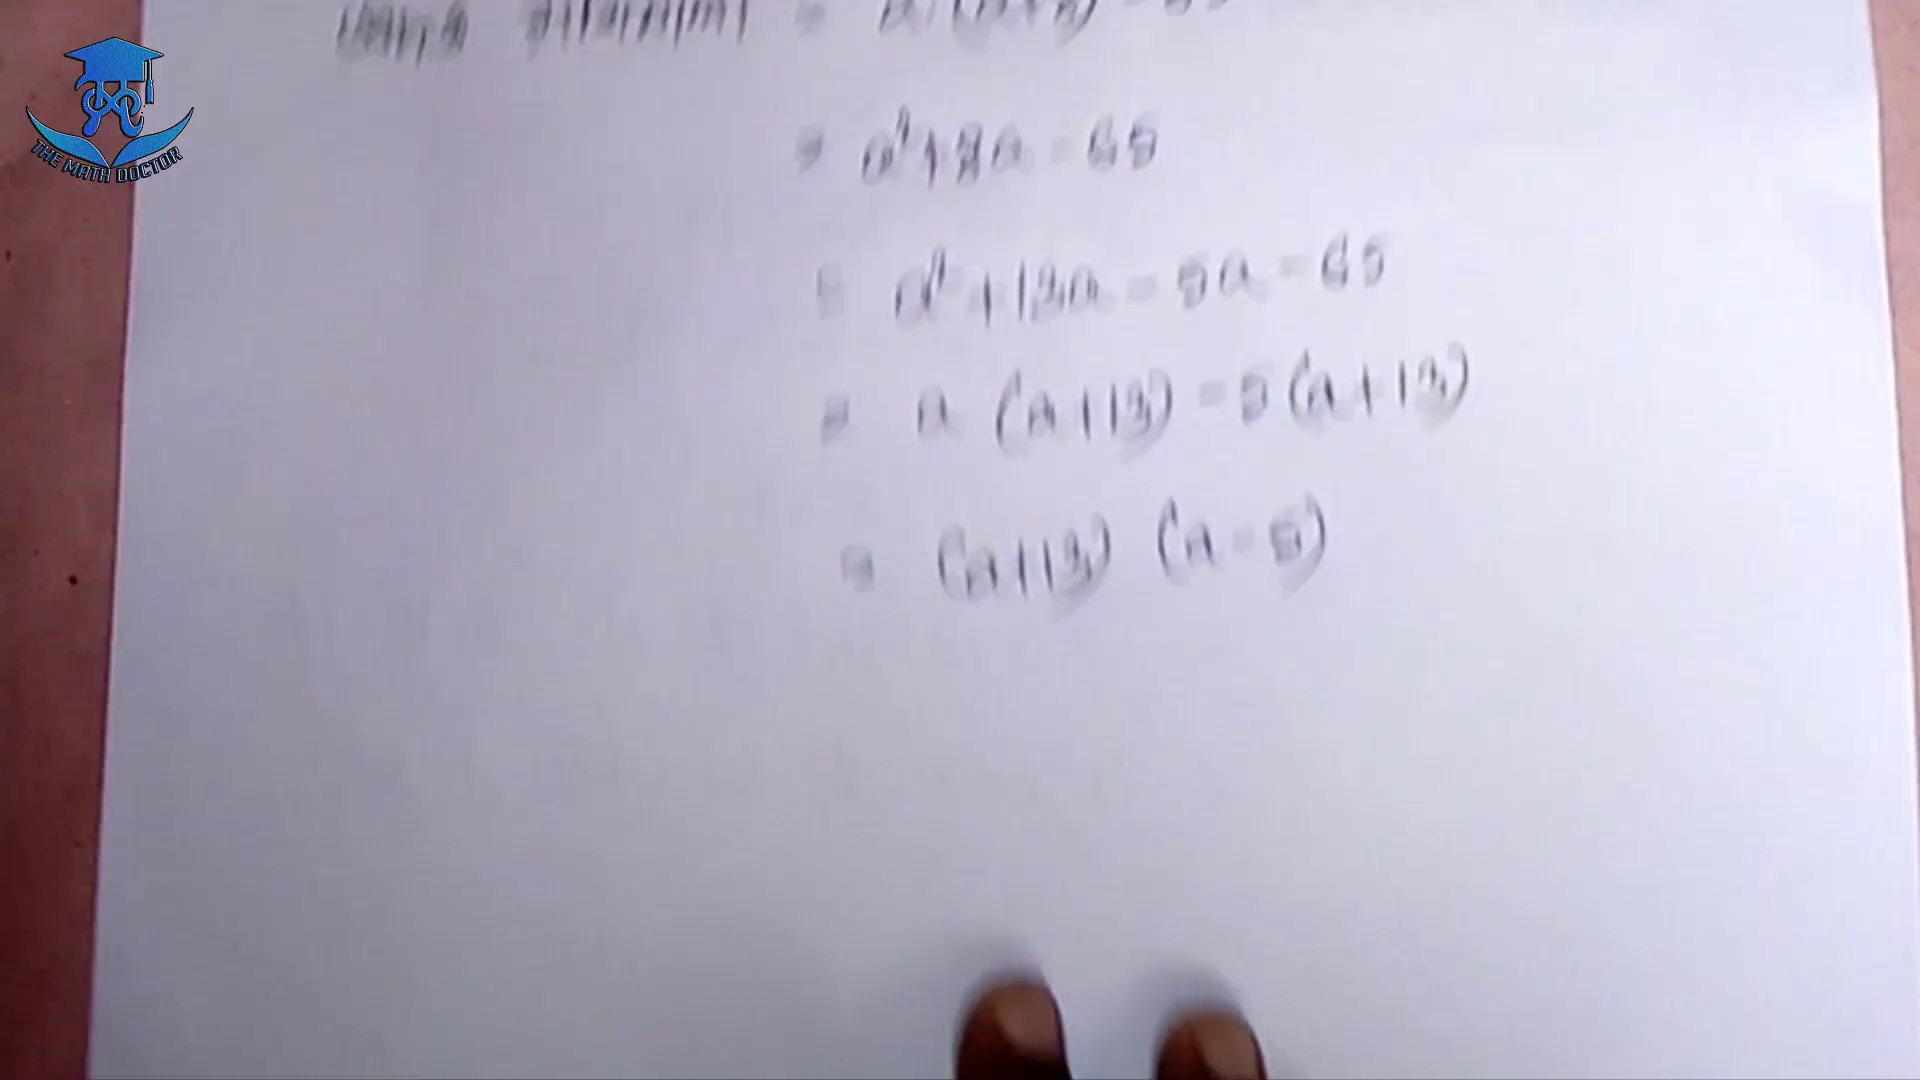 THE MATH DOCTOR
= a² + 8a - 65
= a² + 13a - 5a - 65
= a (a + 13) - 5 (a + 13)
= (a + 13) (a - 5)